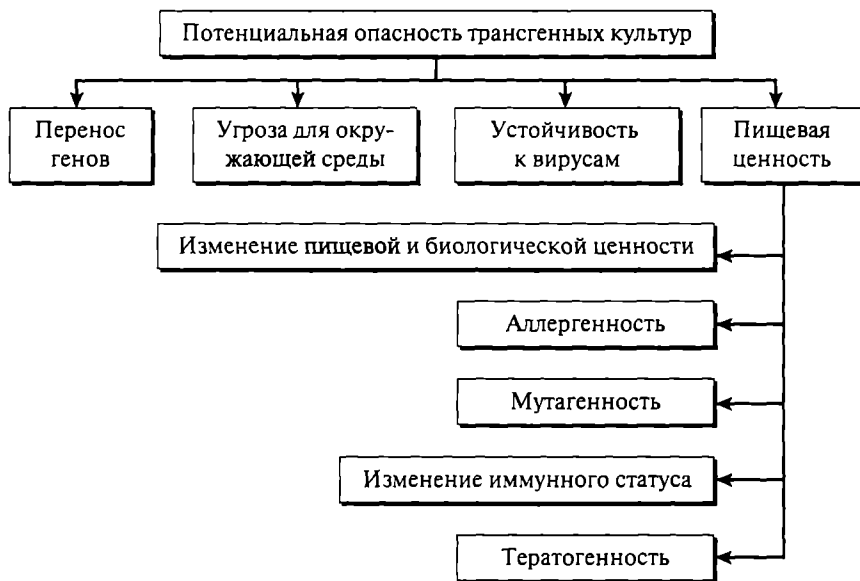 Потенциальная опасность трансгенных культур
Перенос
генов
Угроза для окру-
жающей среды
Устойчивость
к вирусам
Пищевая
ценность
Изменение пищевой и биологической ценности
Аллергенность
Мутагенность
Изменение иммунного статуса
Тератогенность